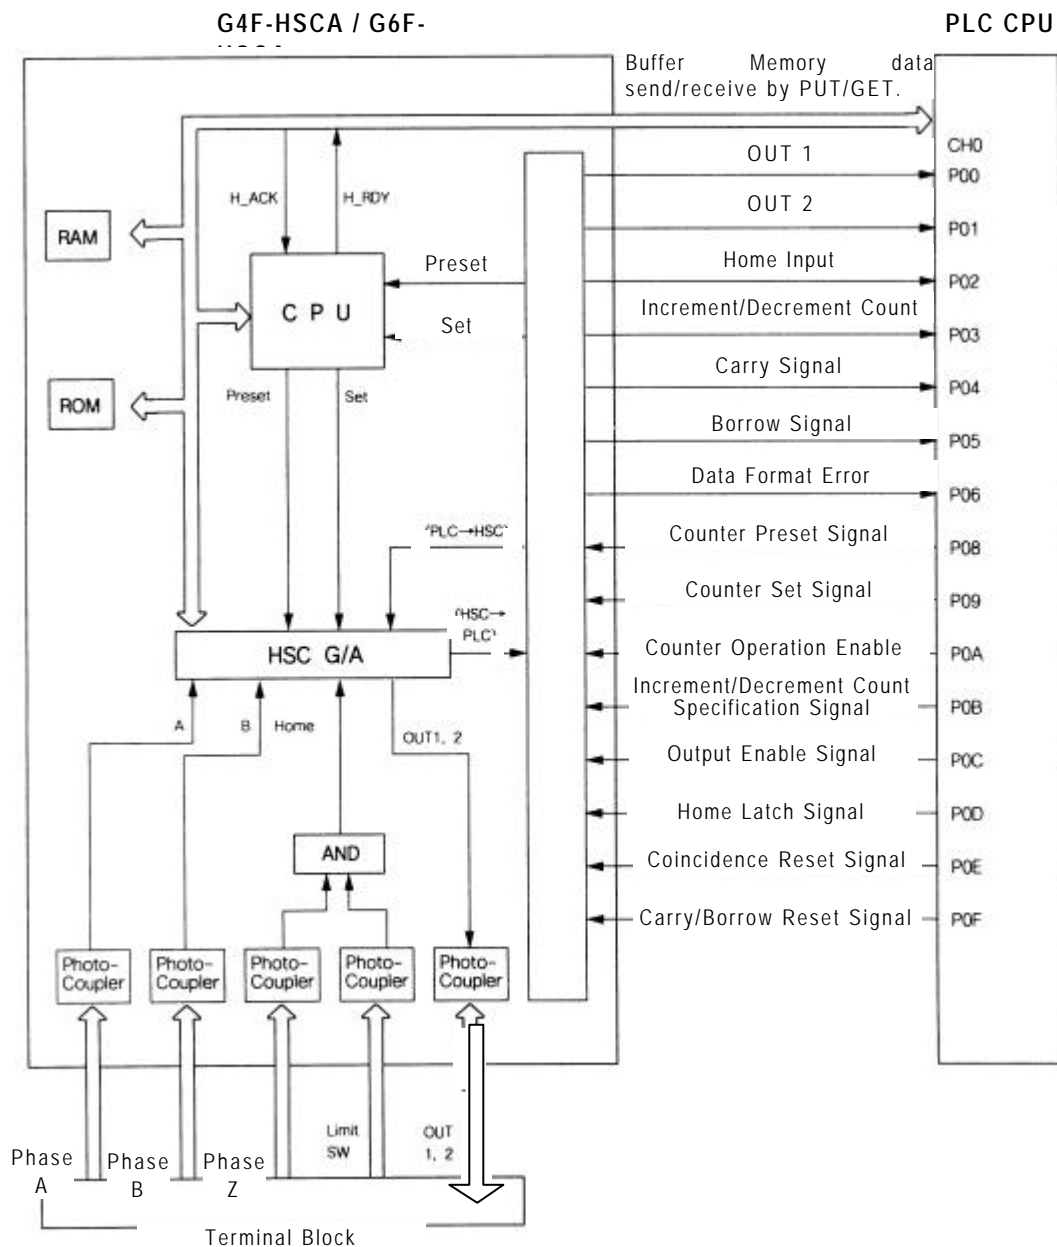 G4F-HSCA / G6F-
PLC CPU
Buffer Memory data
send/receive by PUT/GET.
CH0
OUT 1
P00
OUT 2
P01
Home Input
P02
Increment/Decrement Count
P03
Carry Signal
P04
Borrow Signal
P05
Data Format Error
P06
Counter Preset Signal
P08
Counter Set Signal
P09
Counter Operation Enable
P0A
Increment/Decrement Count
Specification Signal
P0B
Output Enable Signal
P0C
Home Latch Signal
P0D
Coincidence Reset Signal
P0E
Carry/Borrow Reset Signal
P0F
H_ACK
H_RDY
RAM
CPU
Preset
Set
ROM
Preset
Set
(PLC→HSC)
(HSC→
PLC)
HSC G/A
A
B
Home
OUT1, 2
AND
Photo-
Coupler
Photo-
Coupler
Photo-
Coupler
Photo-
Coupler
Photo-
Coupler
Phase
A
Phase
B
Phase
Z
Limit
SW
OUT
1, 2
Terminal Block